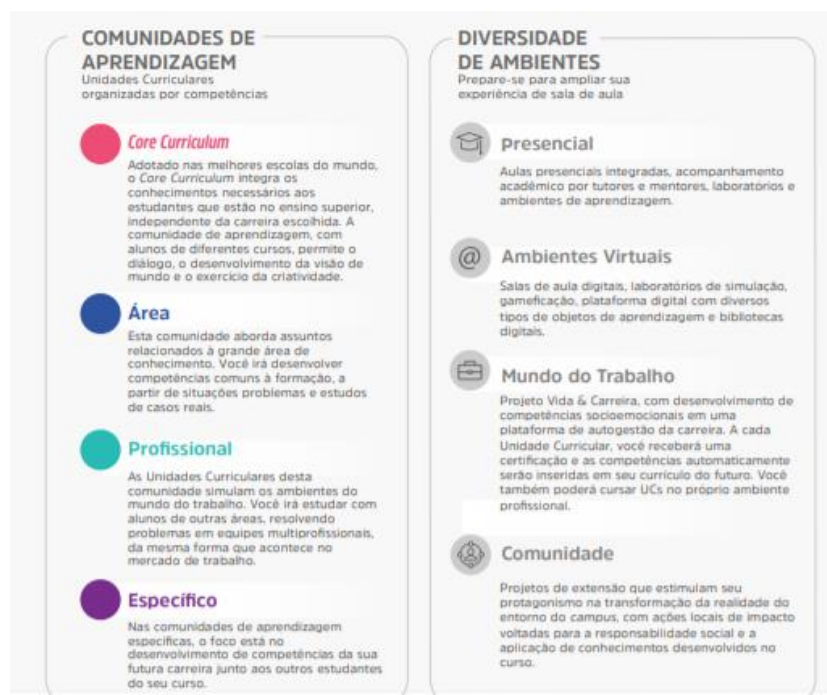 COMUNIDADES DE
APRENDIZAGEM
Unidades Curriculares
organizadas por competências
Core Curriculum
Adotado nas melhores escolas do mundo,
o Core Curriculum integra os
conhecimentos necessários aos
estudantes que estão no ensino superior,
independente da carreira escolhida. A
comunidade de aprendizagem, com
alunos de diferentes cursos, permite o
diálogo, o desenvolvimento da visão de
mundo e o exercício da criatividade.
Área
Esta comunidade aborda assuntos
relacionados à grande área de
conhecimento. Você irá desenvolver
competências comuns à formação, a
partir de situações problemas e estudos
de casos reais.
Profissional
As Unidades Curriculares desta
comunidade simulam os ambientes do
mundo do trabalho. Você irá estudar com
alunos de outras áreas, resolvendo
problemas em equipes multiprofissionais,
da mesma forma que acontece no
mercado de trabalho.
Específico
Nas comunidades de aprendizagem
específicas, o foco está no
desenvolvimento de competências da sua
futura carreira junto aos outros estudantes
do seu curso.
DIVERSIDADE
DE AMBIENTES
Prepare-se para ampliar sua
experiência de sala de aula
Presencial
Aulas presenciais integradas, acompanhamento
acadêmico por tutores e mentores, laboratórios e
ambientes de aprendizagem.
@ Ambientes Virtuais
Salas de aula digitais, laboratórios de simulação,
gameficação, plataforma digital com diversos
tipos de objetos de aprendizagem e bibliotecas
digitais.
Mundo do Trabalho
Projeto Vida & Carreira, com desenvolvimento de
competências socioemocionais em uma
plataforma de autogestão da carreira. A cada
Unidade Curricular, você receberá uma
certificação e as competências automaticamente
serão inseridas em seu currículo do futuro. Você
também poderá cursar UCs no próprio ambiente
profissional.
Comunidade
Projetos de extensão que estimulam seu
protagonismo na transformação da realidade do
entorno do campus, com ações locais de impacto
voltadas para a responsabilidade social e a
aplicação de conhecimentos desenvolvidos no
curso.